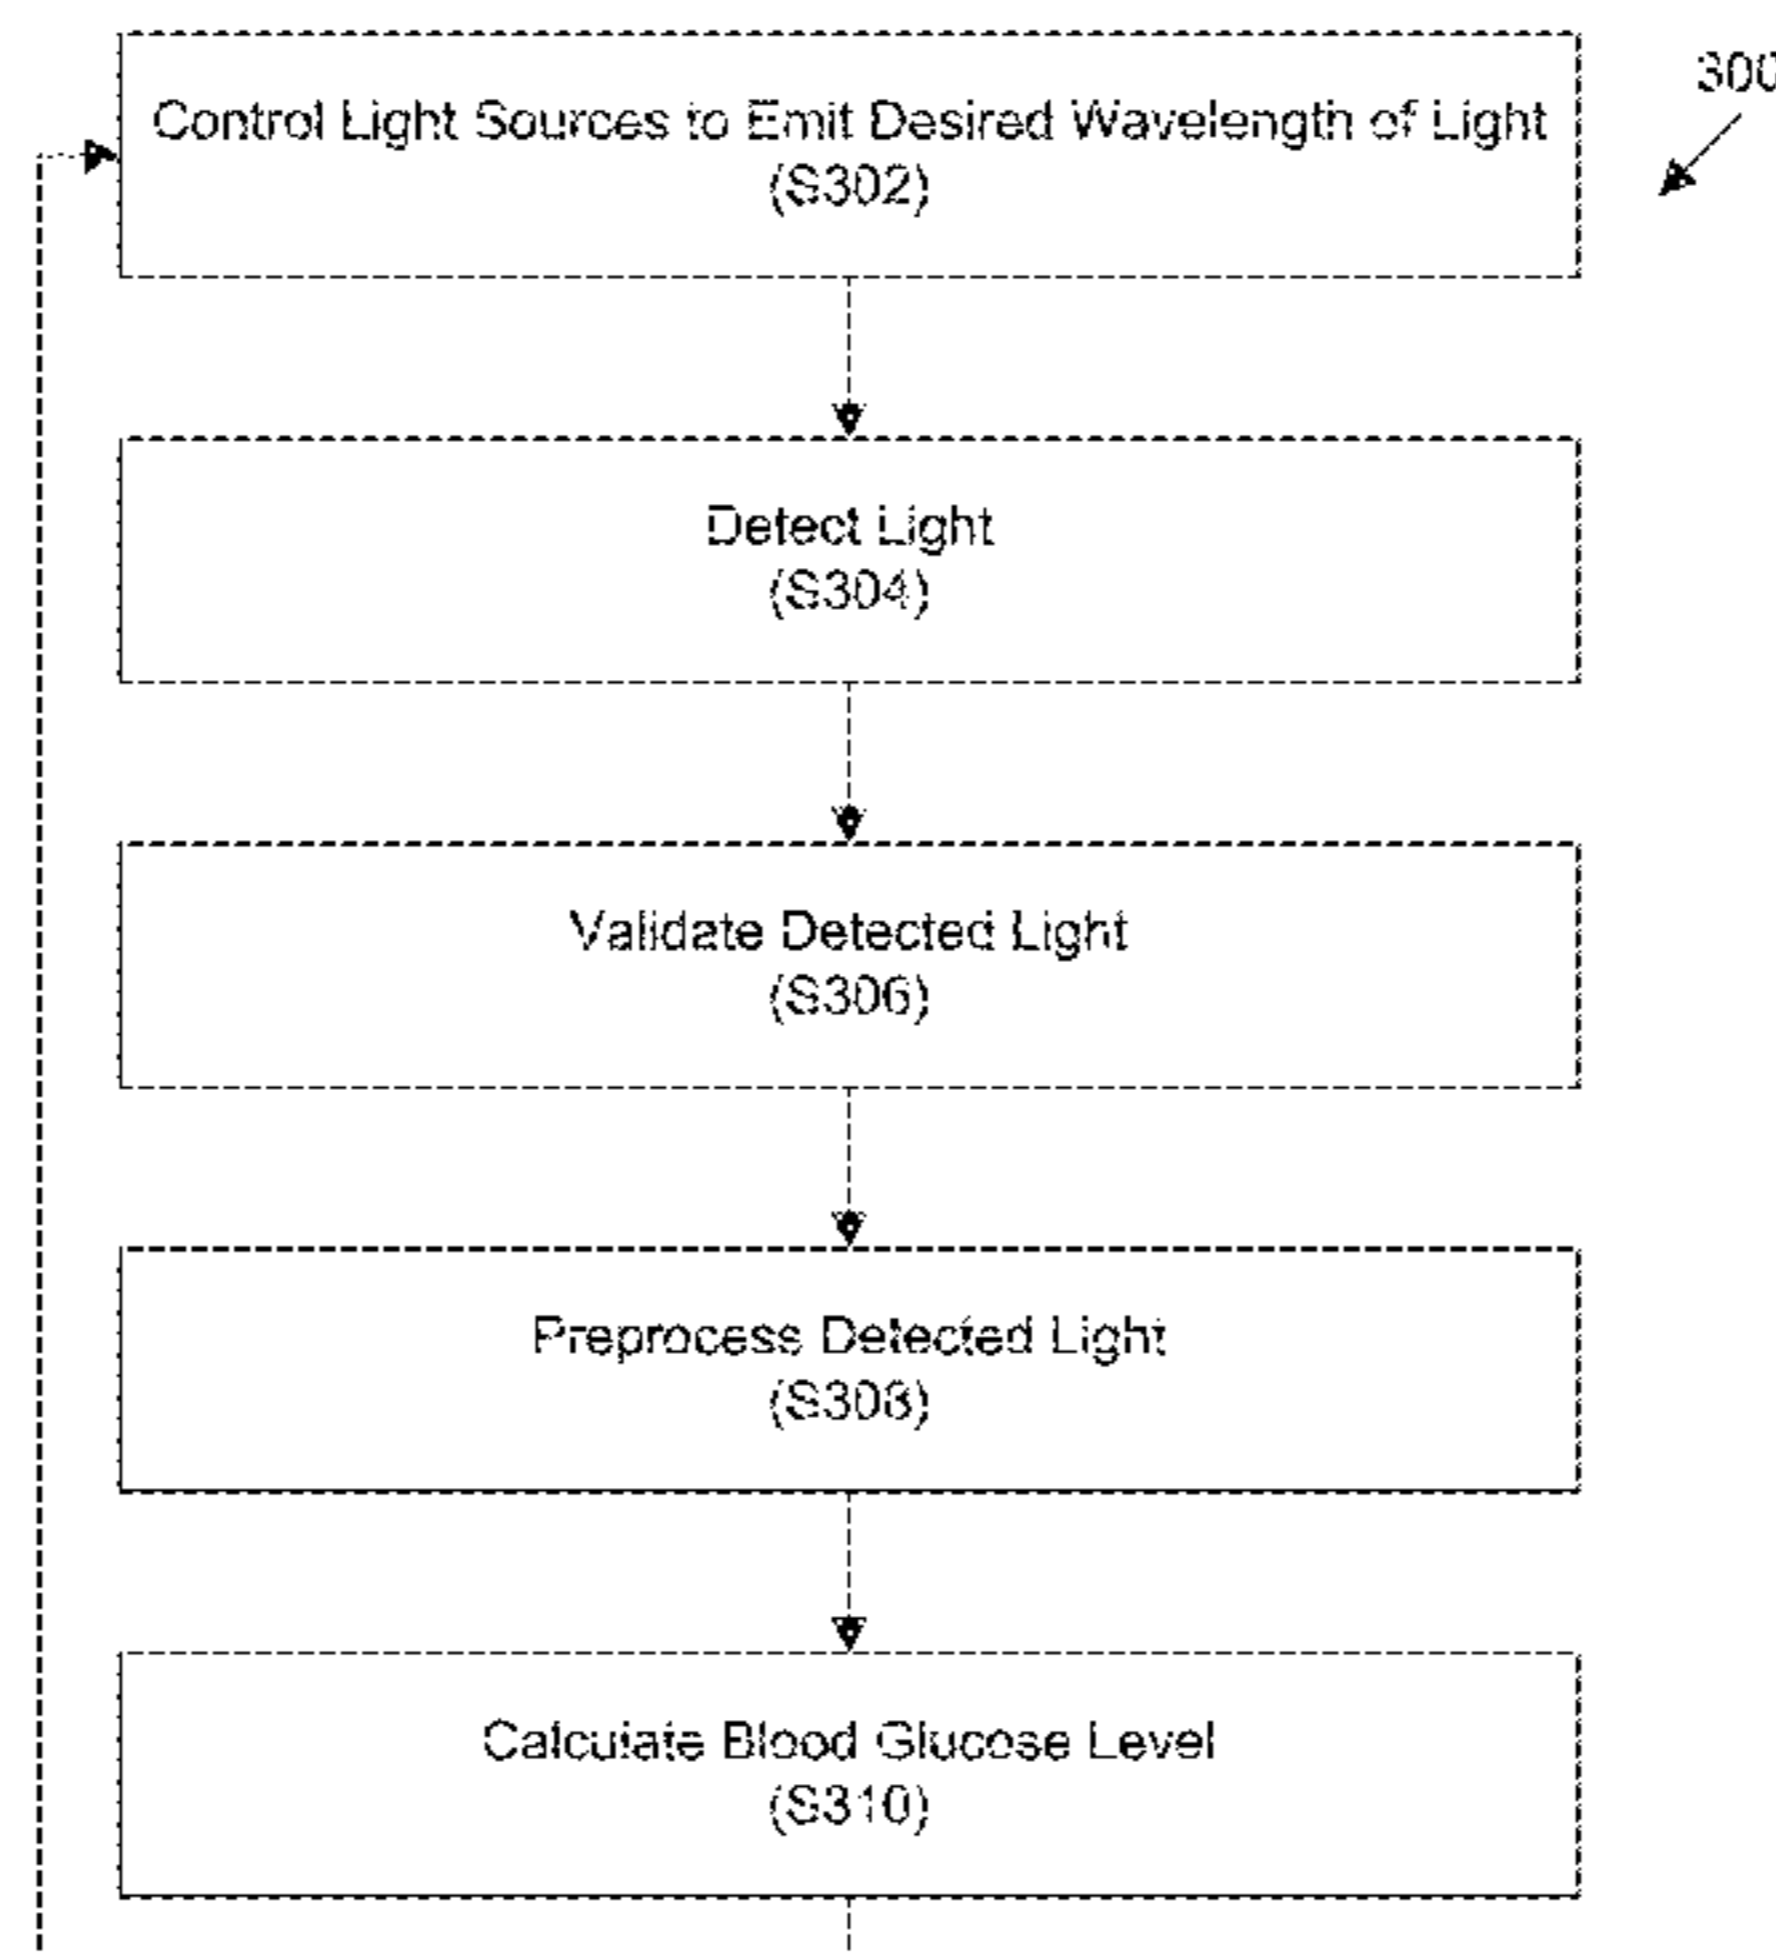 300
Control Light Sources to Emit Desired Wavelength of Light
(S302)
Detect Light
(S304)
Validate Detected Light
(S306)
Preprocess Detected Light
(S308)
Calculate Blood Glucose Level
(S310)